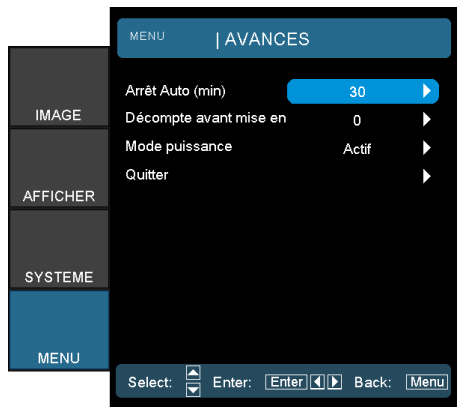 MENU | AVANCES
IMAGE
AFFICHER
SYSTEME
MENU
Arrêt Auto (min) 30
Décompte avant mise en 0
Mode puissance Actif
Quitter
Select: Enter: Enter Back: Menu